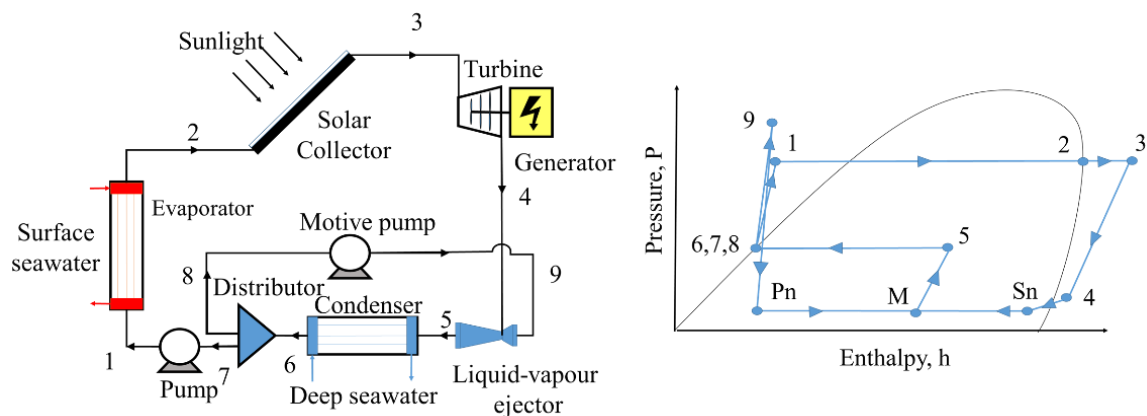 3
Sunlight
Turbine
Solar
Collector
2
Generator
4
Evaporator
Surface
seawater
Motive pump
8
9
Distributor
Condenser
5
1
Pump
7
6
Deep seawater
Liquid-vapour
ejector
Pressure, P
9
1
2
3
6,7,8
5
Pn
M
Sn
4
Enthalpy, h